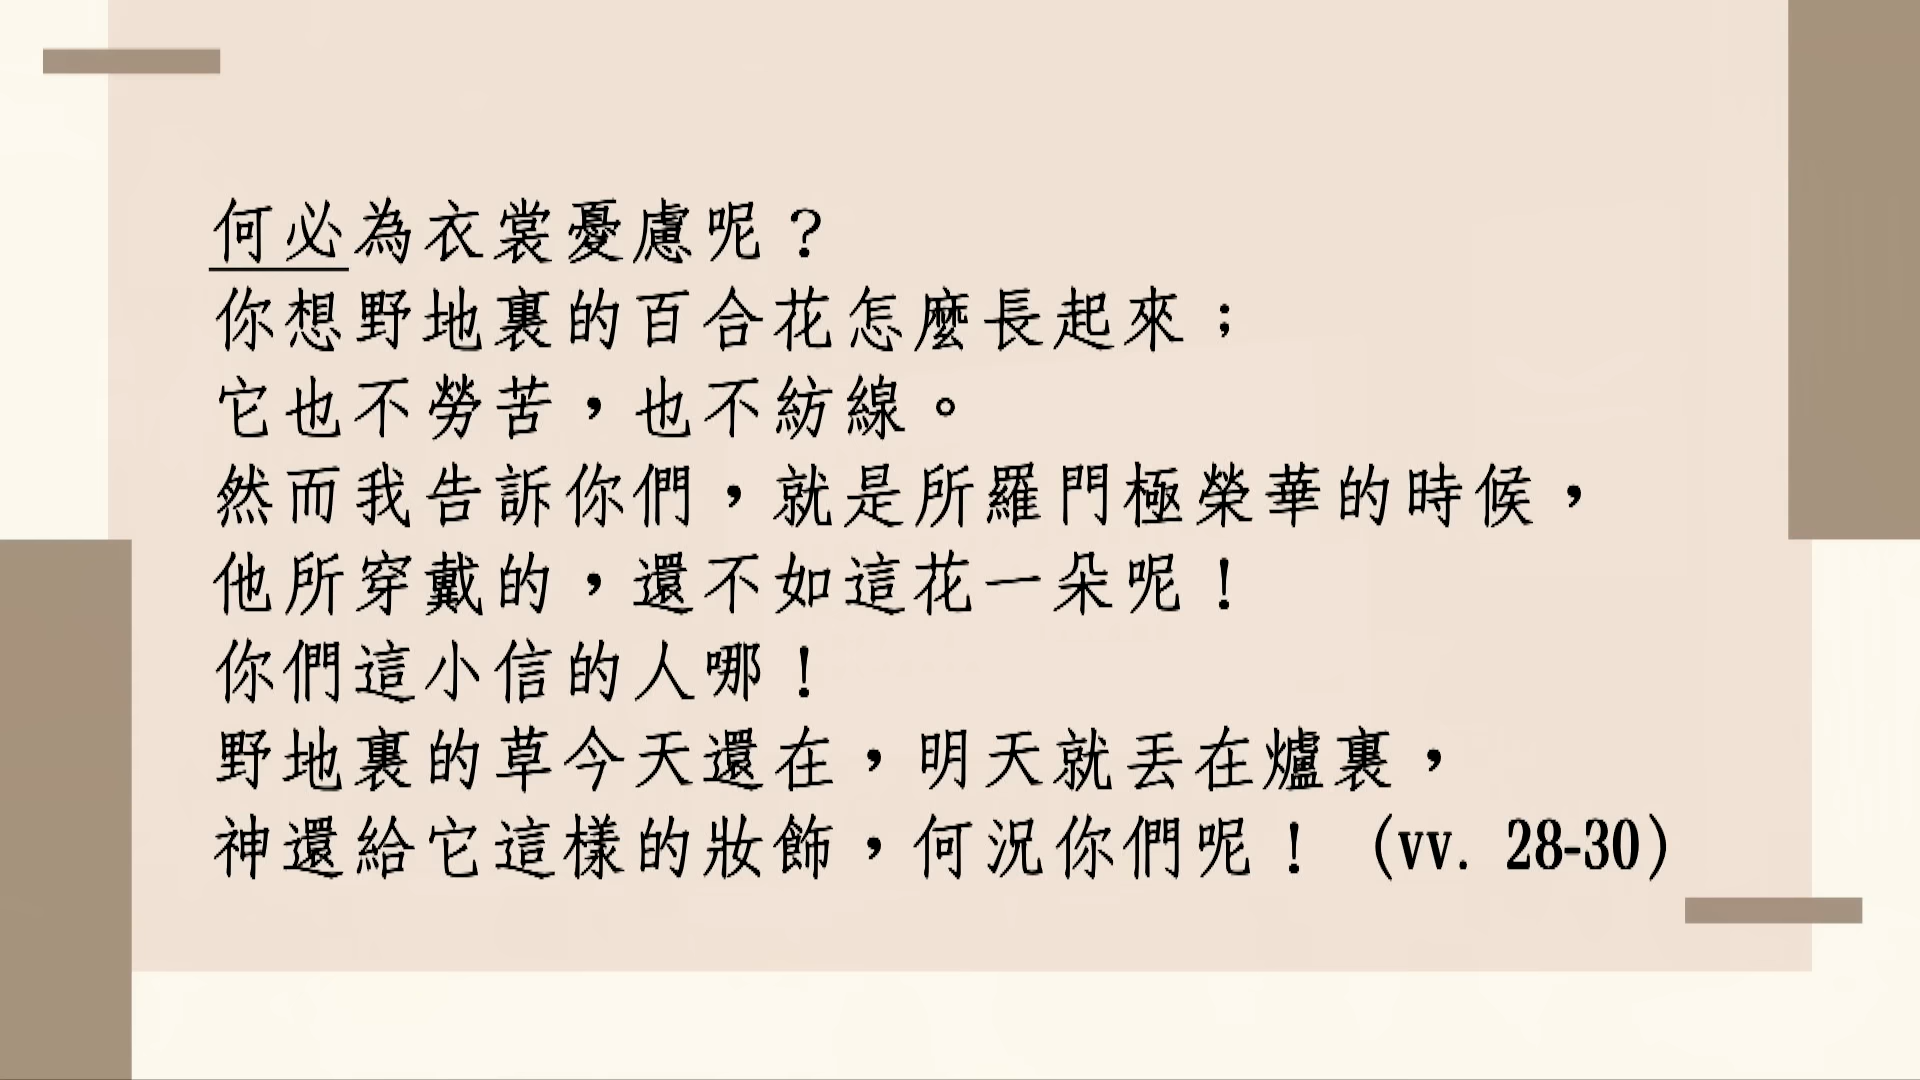 何必為衣裳憂慮呢？
你想野地裏的百合花怎麼長起來；
它也不勞苦，也不紡線。
然而我告訴你們，就是所羅門極榮華的時候，
他所穿戴的，還不如這花一朵呢！
你們這小信的人哪！
野地裏的草今天還在，明天就丟在爐裏，
神還給它這樣的妝飾，何況你們呢！（vv. 28-30）